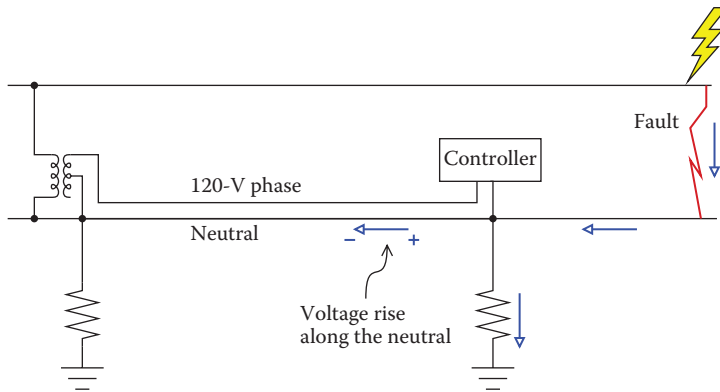 Fault
Controller
120-V phase
Neutral
– +
Voltage rise
along the neutral